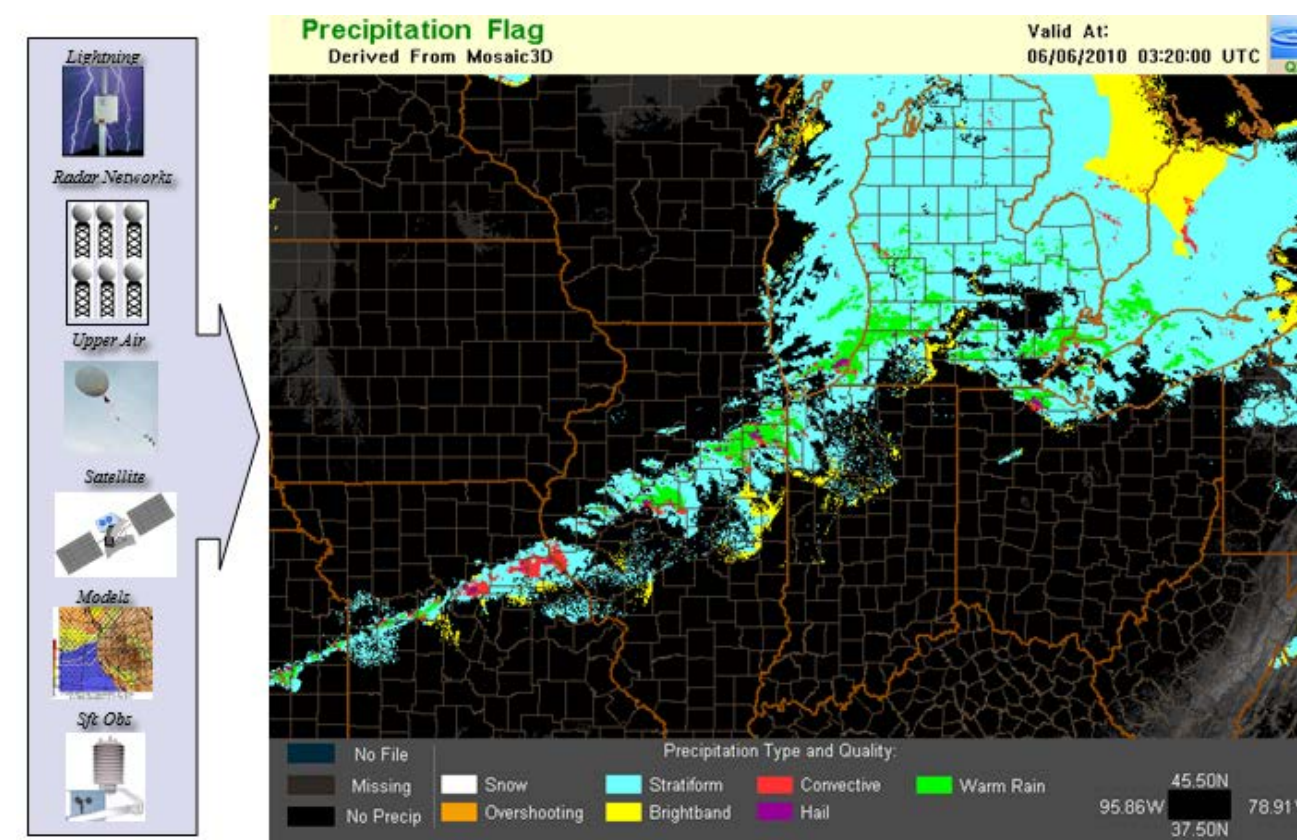 Lightning
Radar Networks
Upper Air
Satellite
Models
Sfc Obs
Precipitation Flag
Derived From Mosaic3D
Valid At:
06/06/2010 03:20:00 UTC
No File
Missing
No Precip
Precipitation Type and Quality:
Snow
Stratiform
Convective
Warm Rain
Overshooting
Brightband
Hail
45.50N
95.86W
78.91
37.50N